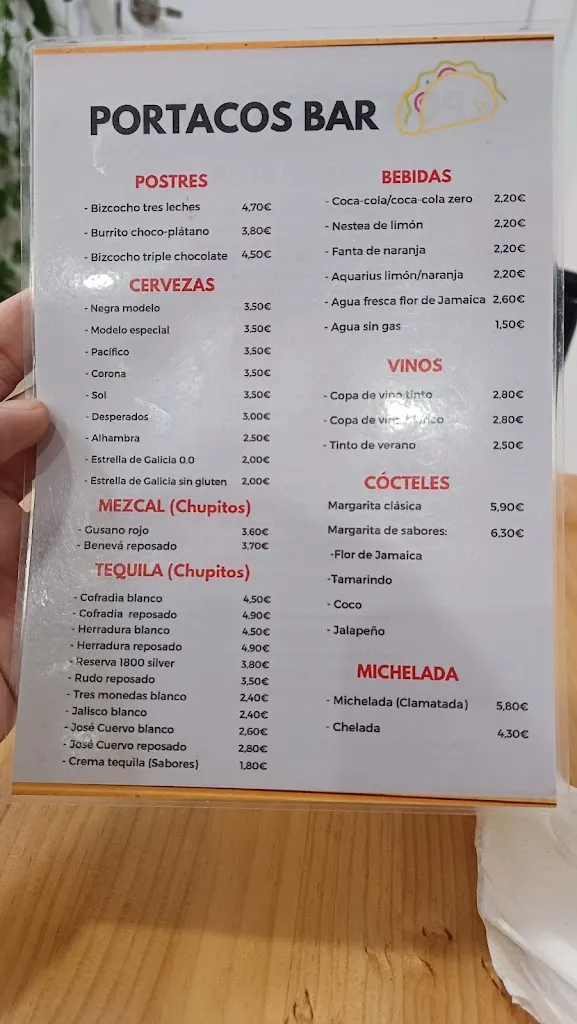 PORTACOS BAR
POSTRES
- Bizcocho tres leches 4,70€
- Burrito choco-plátano 3,80€
- Bizcocho triple chocolate 4,50€
CERVEZAS
- Negra modelo 3,50€
- Modelo especial 3,50€
- Pacífico 3,50€
- Corona 3,50€
- Sol 3,50€
- Desperados 3,00€
- Alhambra 2,50€
- Estrella de Galicia 0.0 2,00€
- Estrella de Galicia sin gluten 2,00€
MEZCAL (Chupitos)
- Gusano rojo 3,60€
- Benevá reposado 3,70€
TEQUILA (Chupitos)
- Cofradia blanco 4,50€
- Cofradia reposado 4,90€
- Herradura blanco 4,50€
- Herradura reposado 4,90€
- Reserva 1800 silver 3,80€
- Rudo reposado 3,50€
- Tres monedas blanco 2,40€
- Jalisco blanco 2,40€
- José Cuervo blanco 2,60€
- José Cuervo reposado 2,80€
- Crema tequila (Sabores) 1,80€
BEBIDAS
- Coca-cola/coca-cola zero 2,20€
- Nestea de limón 2,20€
- Fanta de naranja 2,20€
- Aquarius limón/naranja 2,20€
- Agua fresca flor de Jamaica 2,60€
- Agua sin gas 1,50€
VINOS
- Copa de vino tinto 2,80€
- Copa de vino 2,80€
- Tinto de verano 2,50€
CÓCTELES
Margarita clásica 5,90€
Margarita de sabores: 6,30€
-Flor de Jamaica
-Tamarindo
- Coco
- Jalapeño
MICHELADA
- Michelada (Clamatada) 5,80€
- Chelada 4,30€